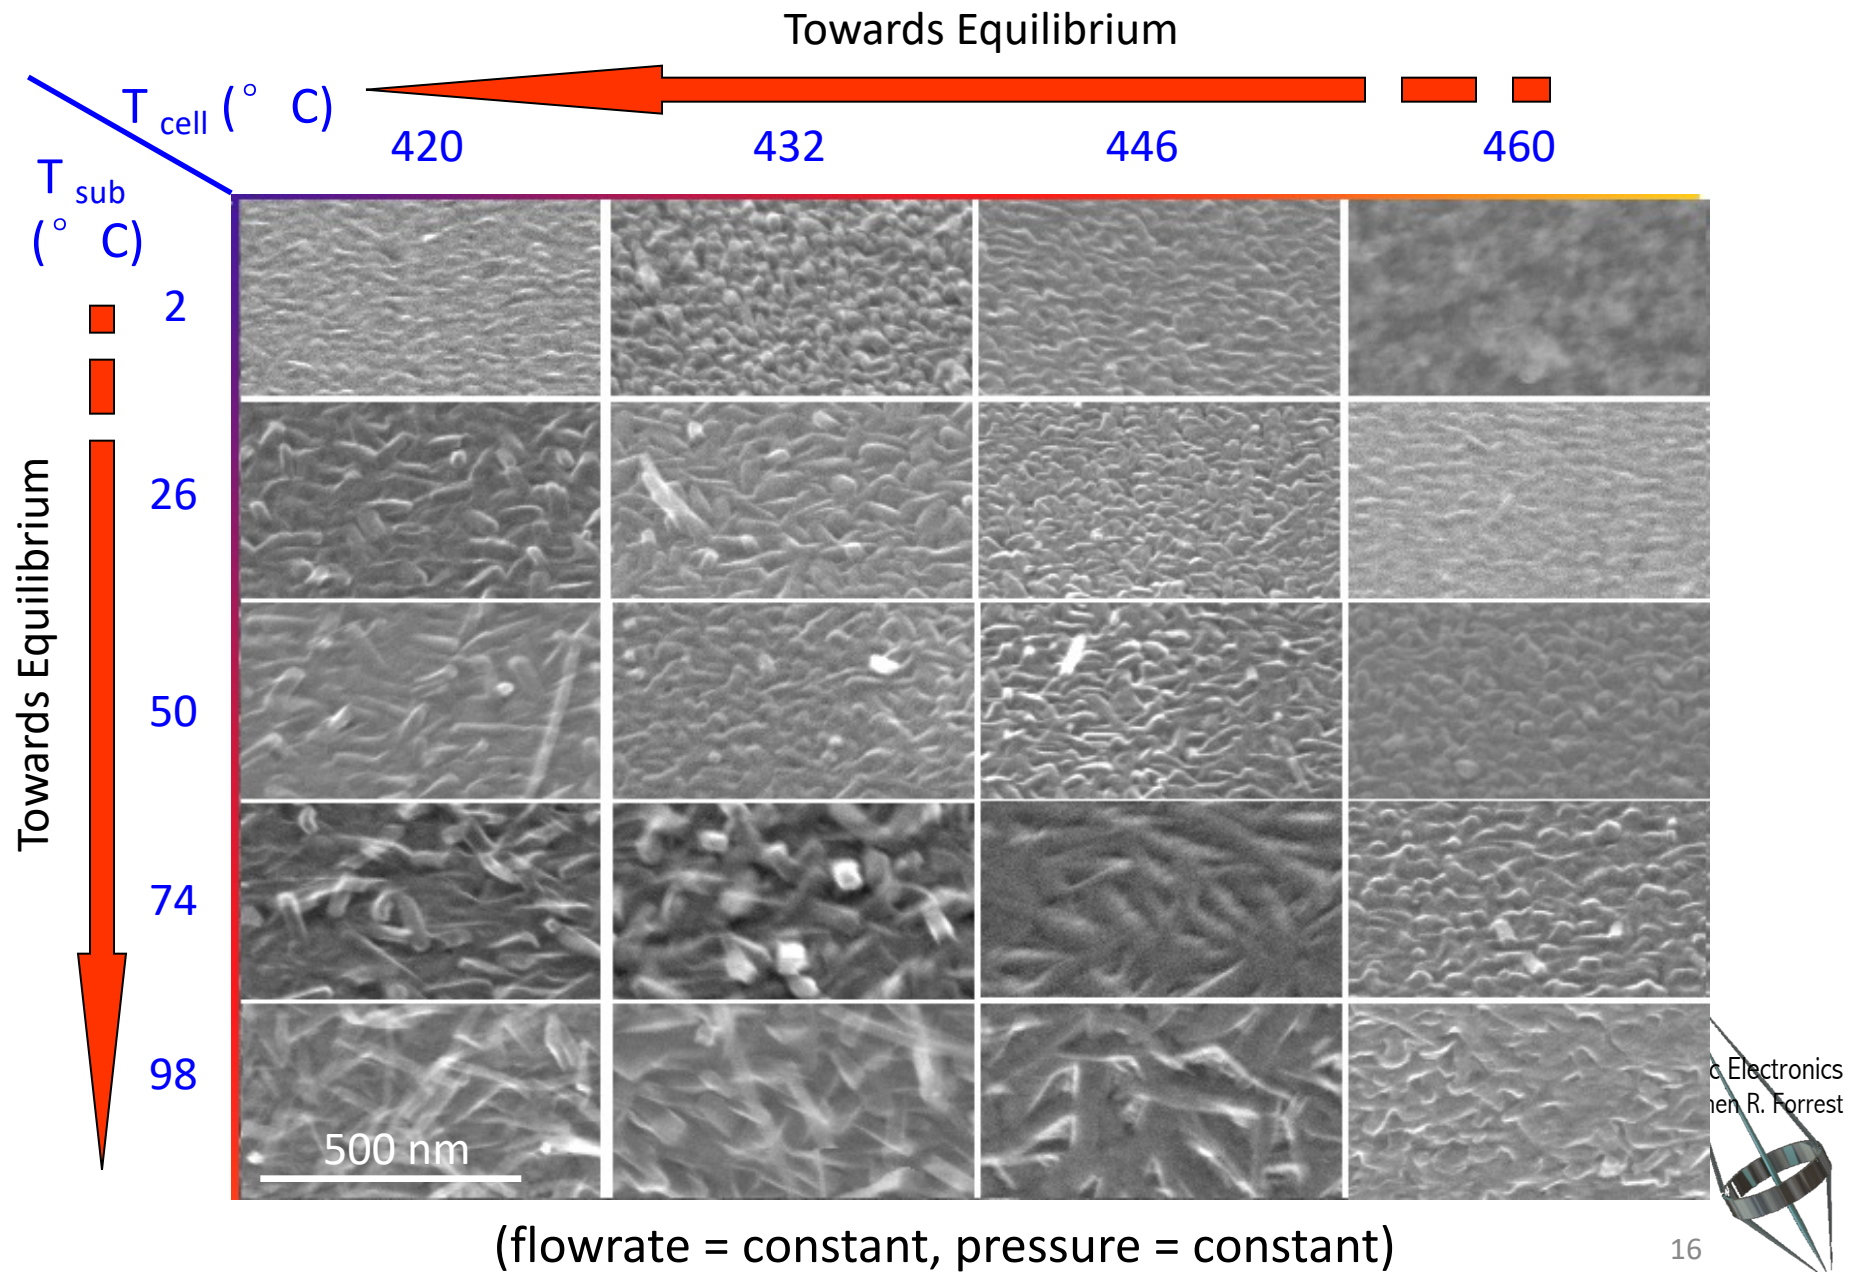 Towards Equilibrium
T cell (° C)
420 432 446 460
T sub
(° C)
2
26
50
74
98
Towards Equilibrium
500 nm
Electronics
R. Forrest
(flowrate = constant, pressure = constant)
16